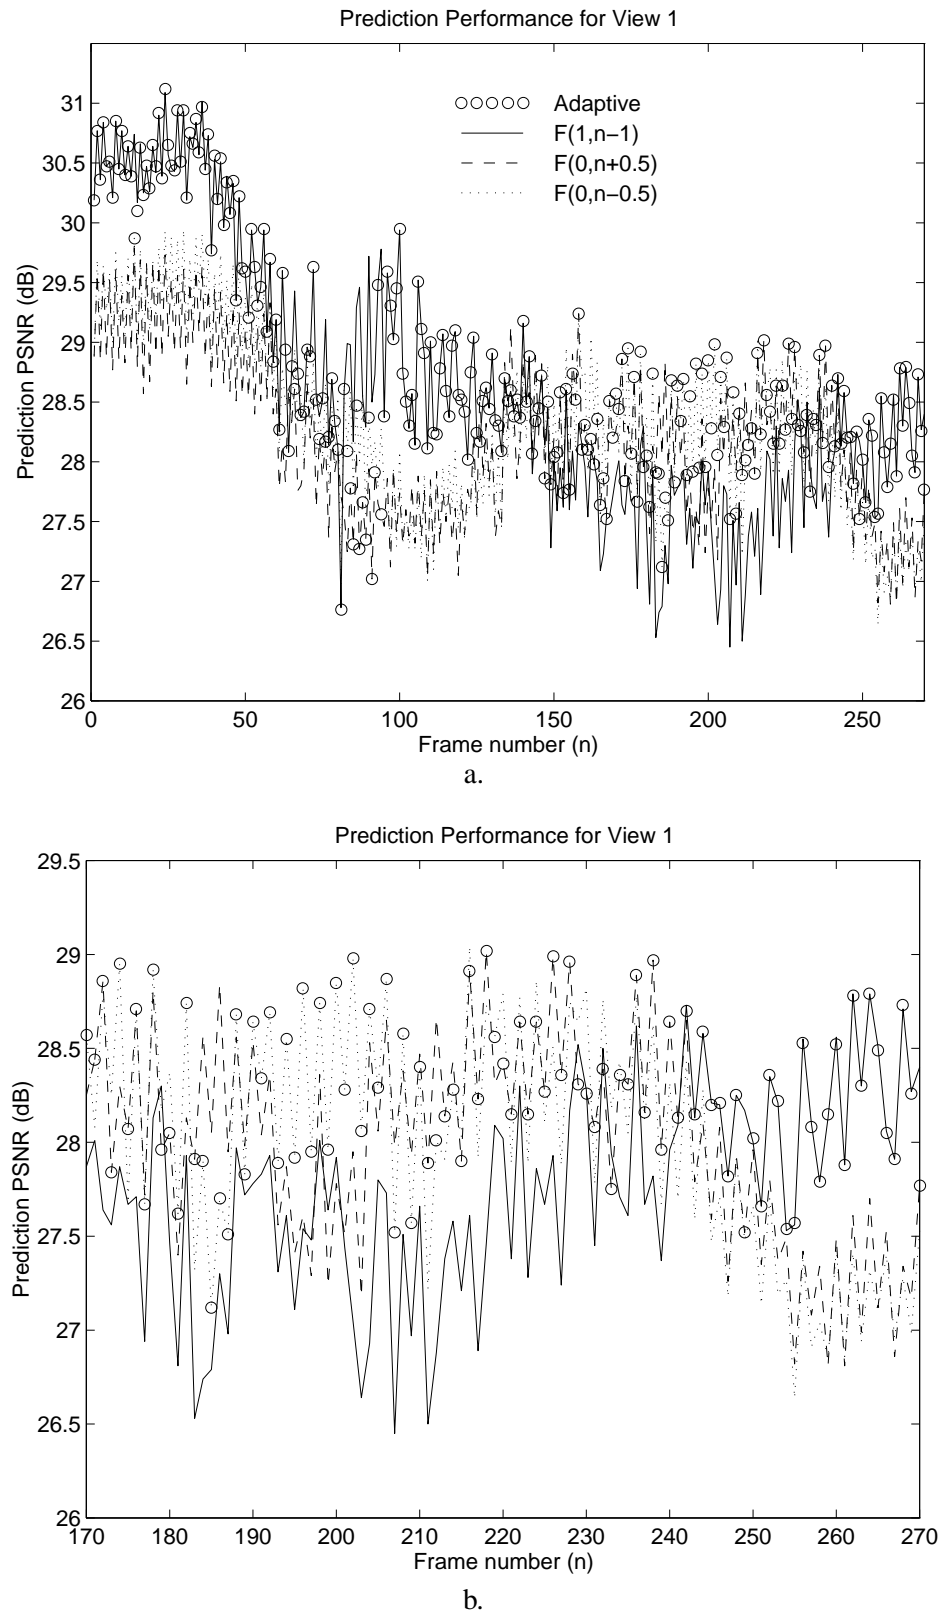 Prediction Performance for View 1
31
30.5
30
29.5
29
28.5
28
27.5
27
26.5
26
Prediction PSNR (dB)
Adaptive
F(1,n−1)
F(0,n+0.5)
F(0,n−0.5)
0 50 100 150 200 250
Frame number (n)
a.
Prediction Performance for View 1
29.5
29
28.5
28
27.5
27
26.5
26
Prediction PSNR (dB)
170 180 190 200 210 220 230 240 250 260 270
Frame number (n)
b.